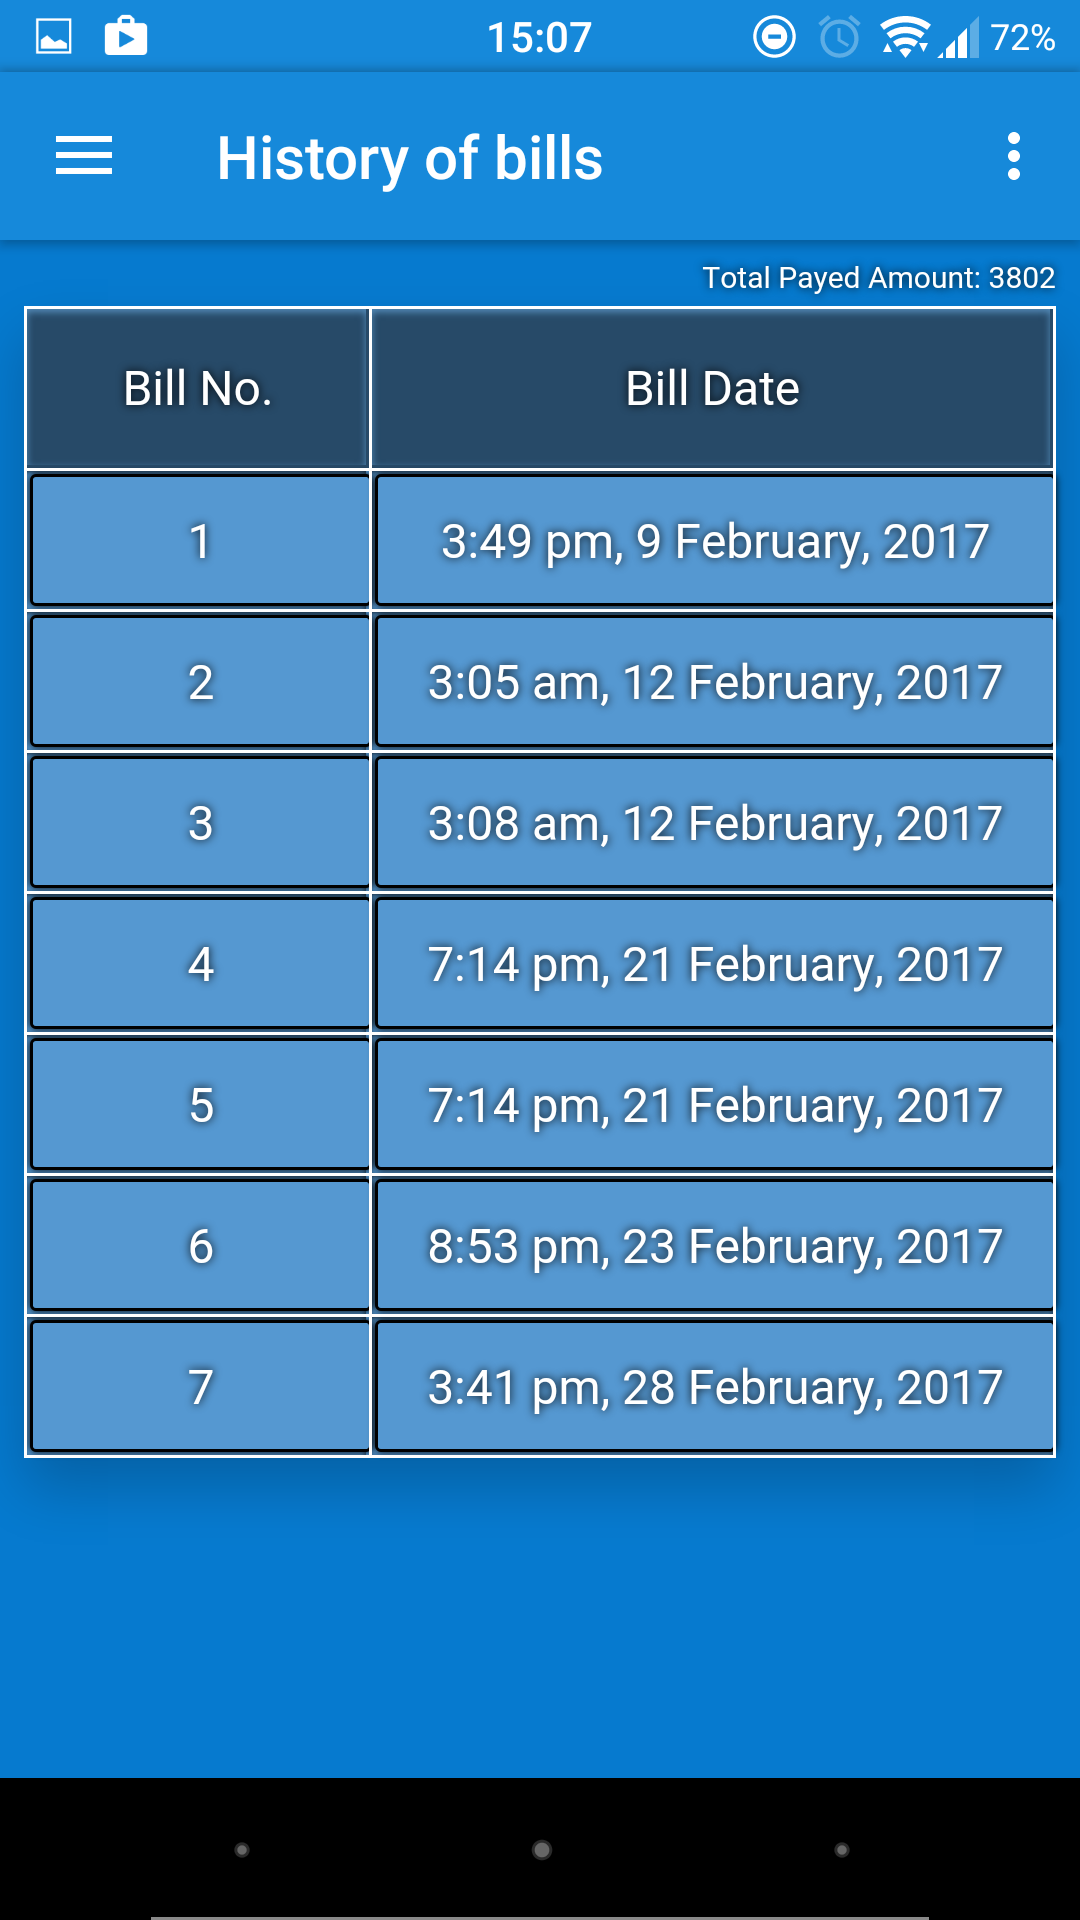 15:07 72%
History of bills
Total Payed Amount: 3802
Bill No. Bill Date
1 3:49 pm, 9 February, 2017
2 3:05 am, 12 February, 2017
3 3:08 am, 12 February, 2017
4 7:14 pm, 21 February, 2017
5 7:14 pm, 21 February, 2017
6 8:53 pm, 23 February, 2017
7 3:41 pm, 28 February, 2017